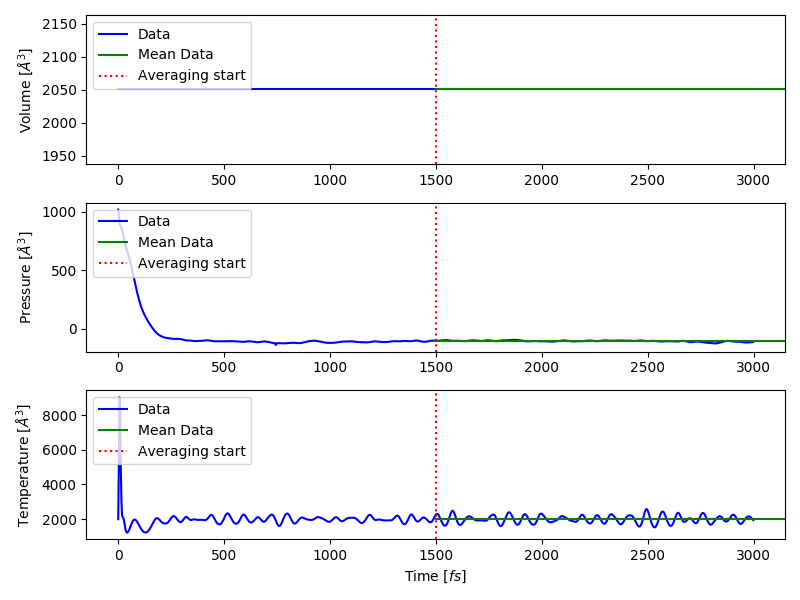 2150
2100
2050
2000
1950
Volume [Å³]
Data
Mean Data
Averaging start
0 500 1000 1500 2000 2500 3000
1000
500
0
Pressure [Å³]
Data
Mean Data
Averaging start
0 500 1000 1500 2000 2500 3000
8000
6000
4000
2000
Temperature [Å³]
Data
Mean Data
Averaging start
0 500 1000 1500 2000 2500 3000
Time [fs]